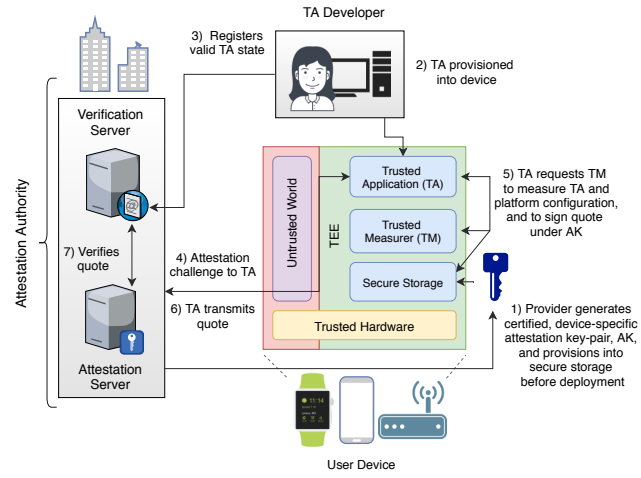 TA Developer
3) Registers
valid TA state
2) TA provisioned
into device
Attestation Authority
Verification
Server
@
7) Verifies
quote
Attestation
Server
4) Attestation
challenge to TA
6) TA transmits
quote
Untrusted World
TEE
Trusted
Application (TA)
Trusted
Measurer (TM)
Secure Storage
Trusted Hardware
5) TA requests TM
to measure TA and
platform configuration,
and to sign quote
under AK
1) Provider generates
certified, device-specific
attestation key-pair, AK,
and provisions into
secure storage
before deployment
11:14
User Device